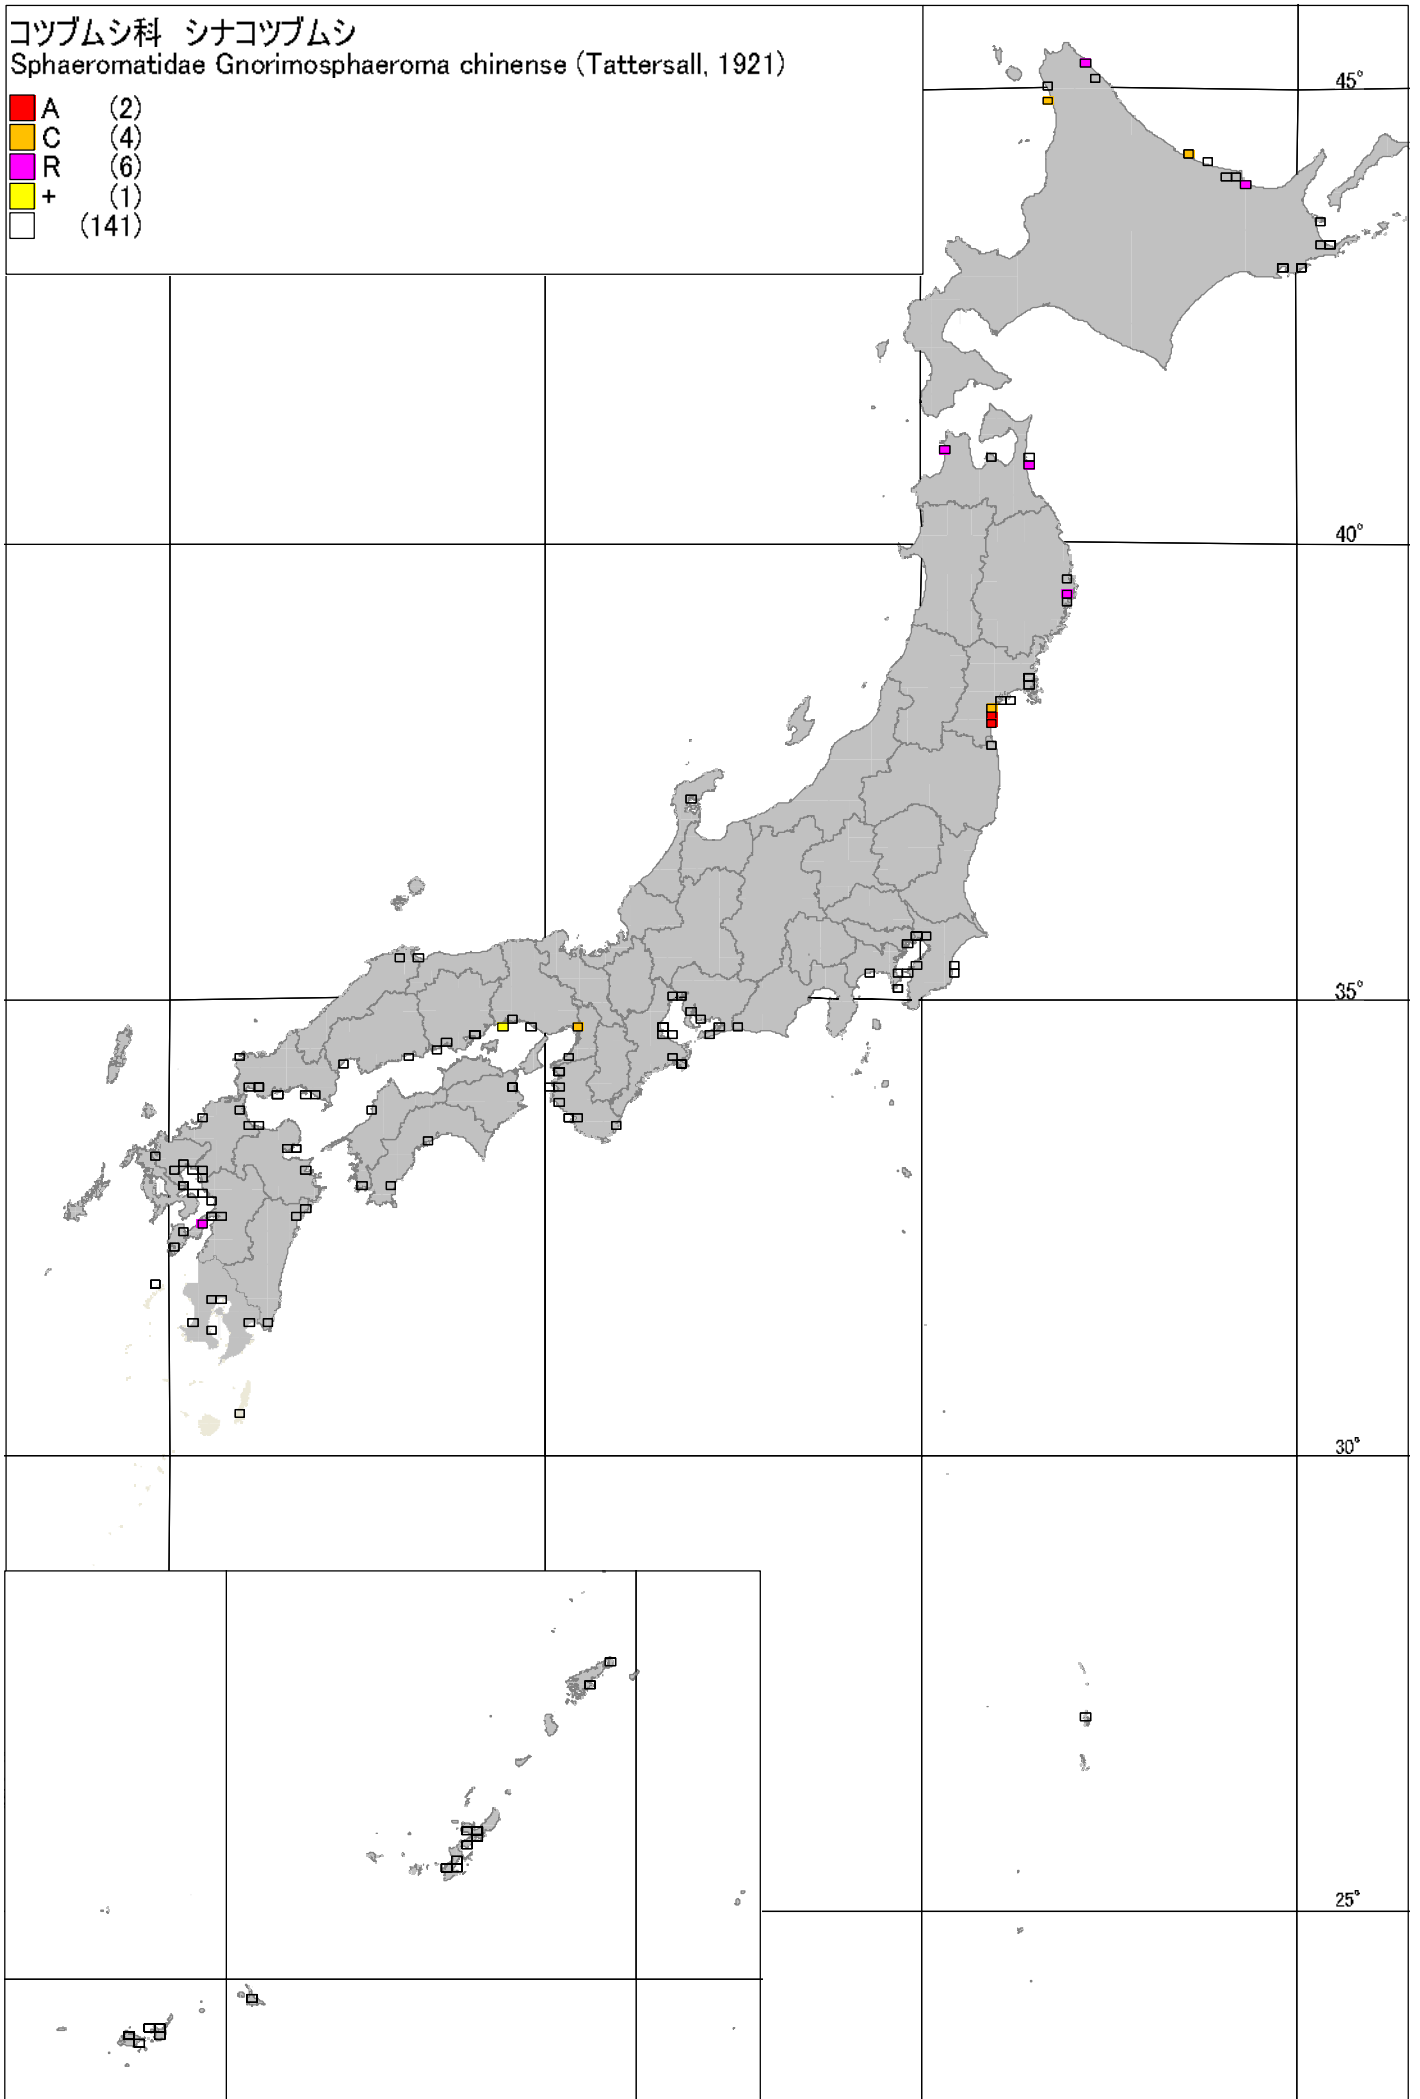 コツブムシ科 シナコツブムシ
Sphaeromatidae Gnorimosphaeroma chinense (Tattersall, 1921)
A (2)
C (4)
R (6)
+ (1)
(141)
45°
40°
35°
30°
25°